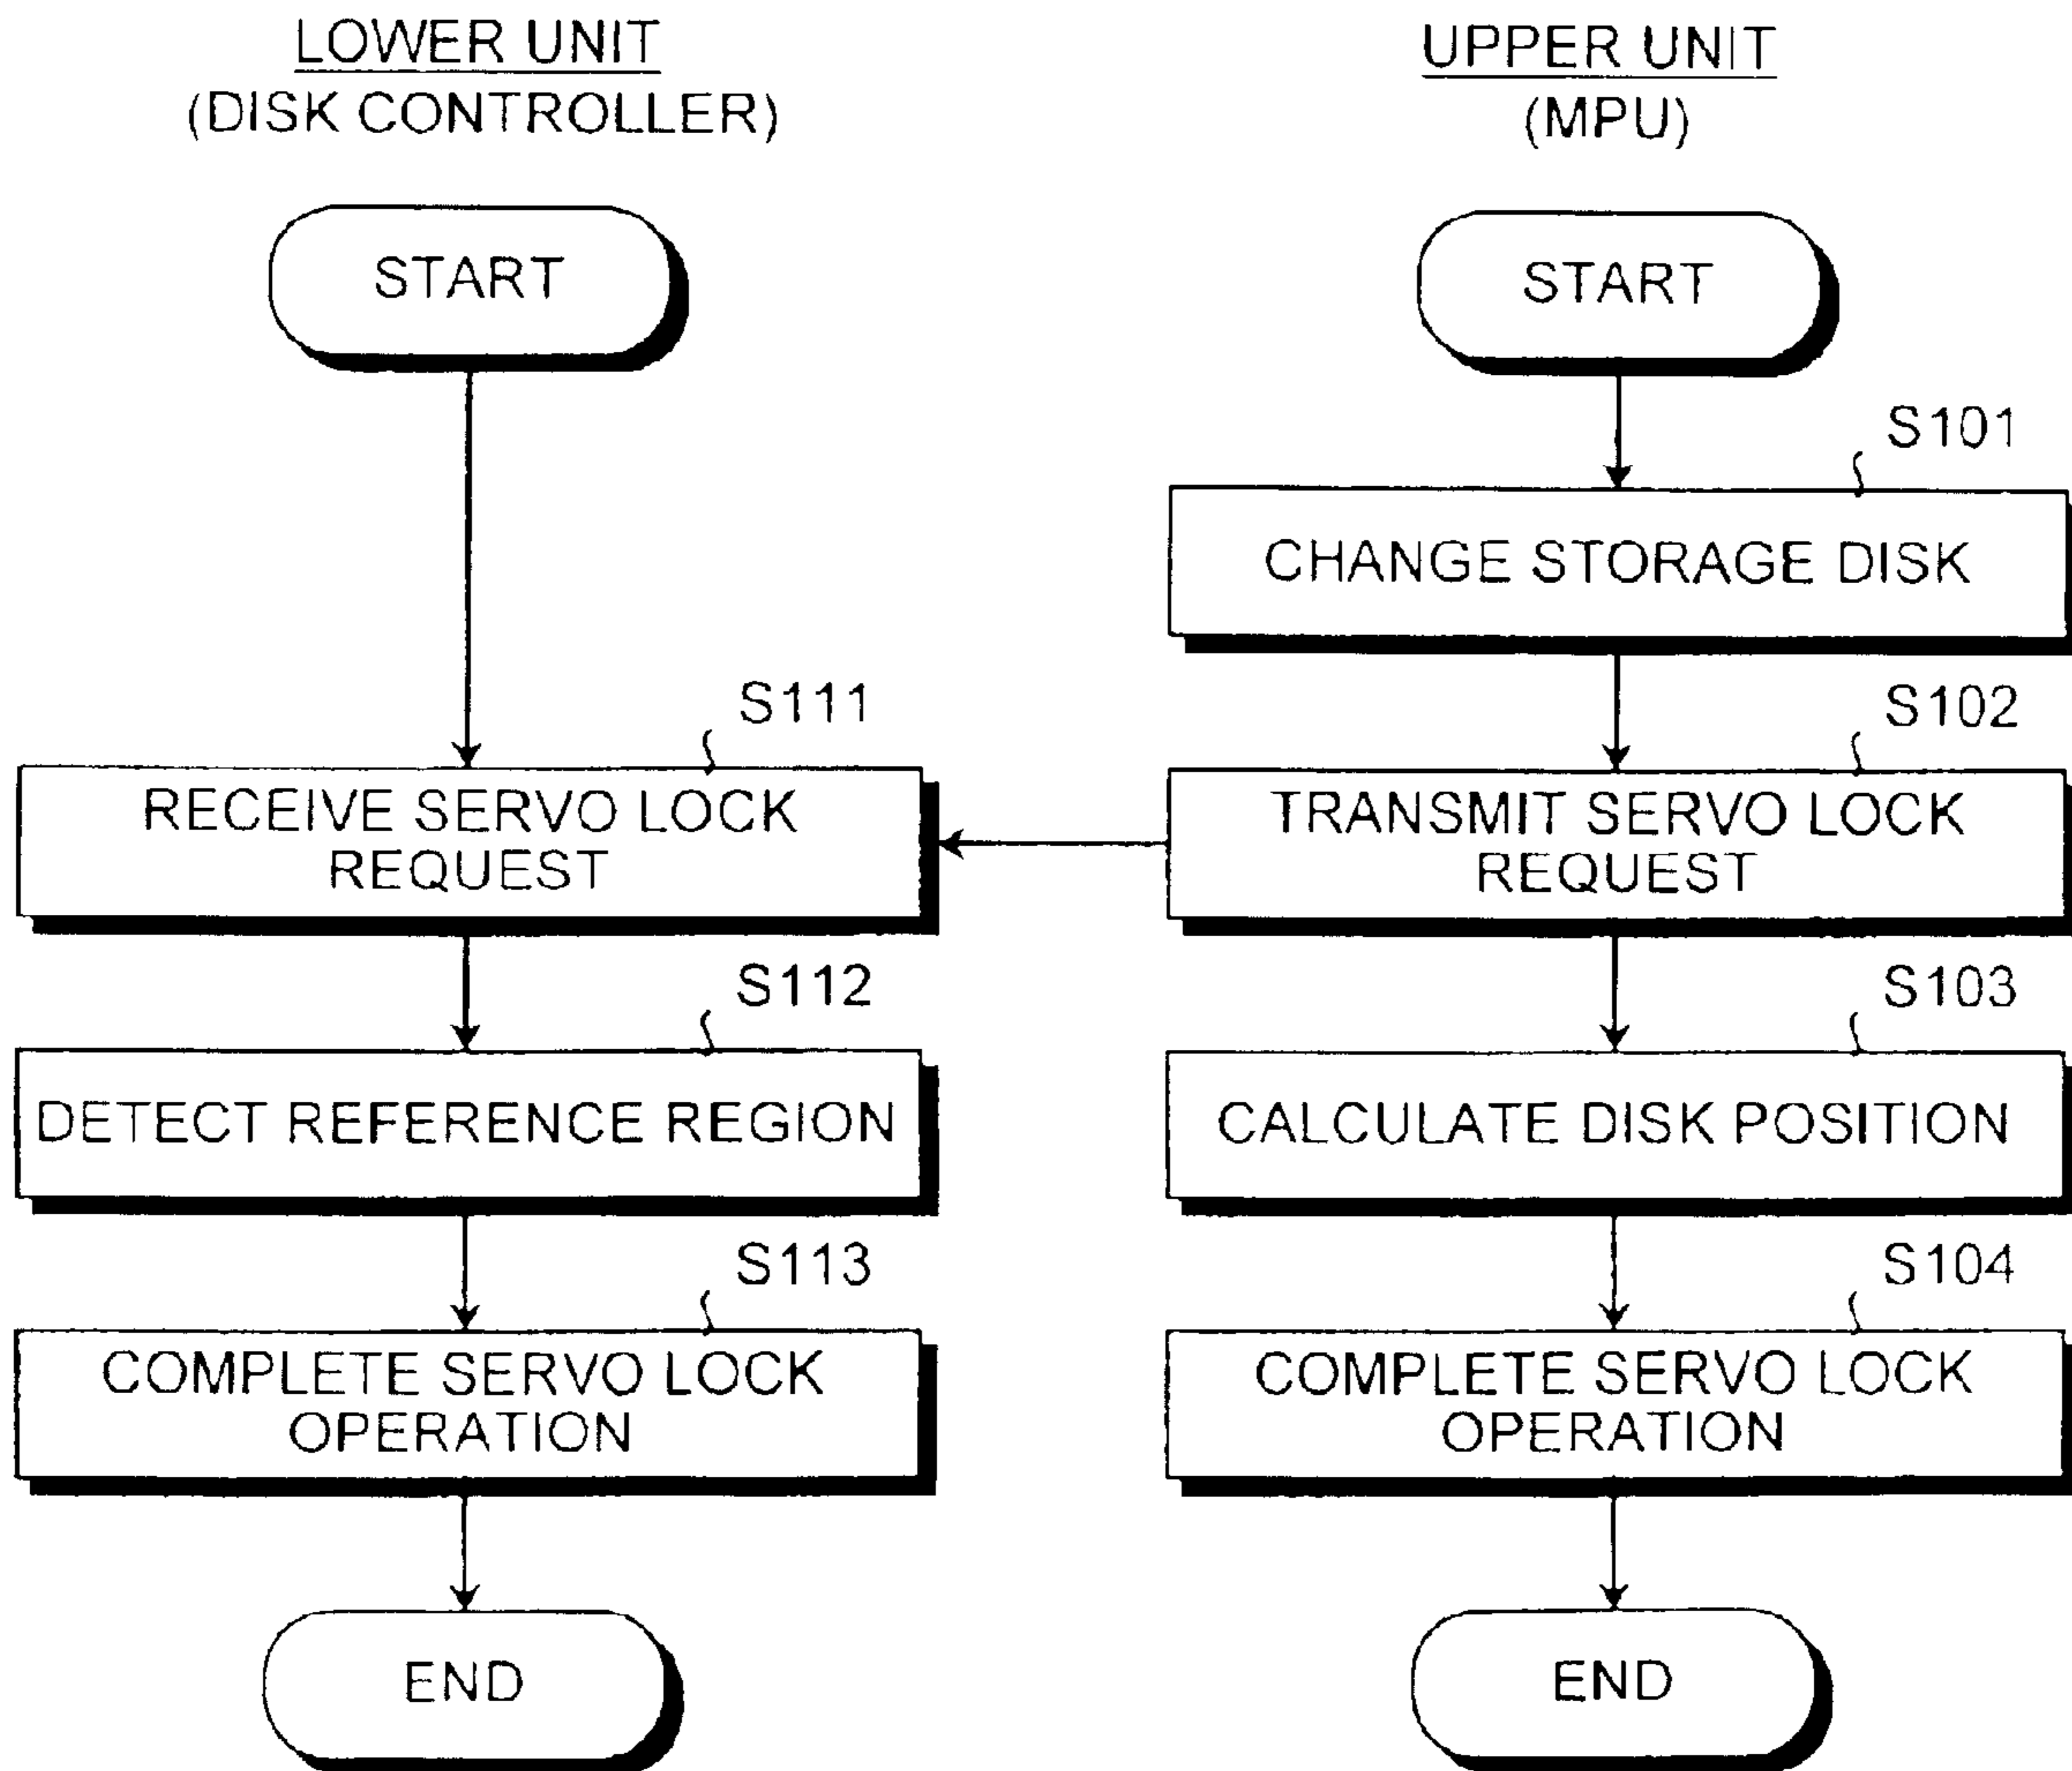 LOWER UNIT
(DISK CONTROLLER)
START
S111
RECEIVE SERVO LOCK
REQUEST
S112
DETECT REFERENCE REGION
S113
COMPLETE SERVO LOCK
OPERATION
END
UPPER UNIT
(MPU)
START
S101
CHANGE STORAGE DISK
S102
TRANSMIT SERVO LOCK
REQUEST
S103
CALCULATE DISK POSITION
S104
COMPLETE SERVO LOCK
OPERATION
END